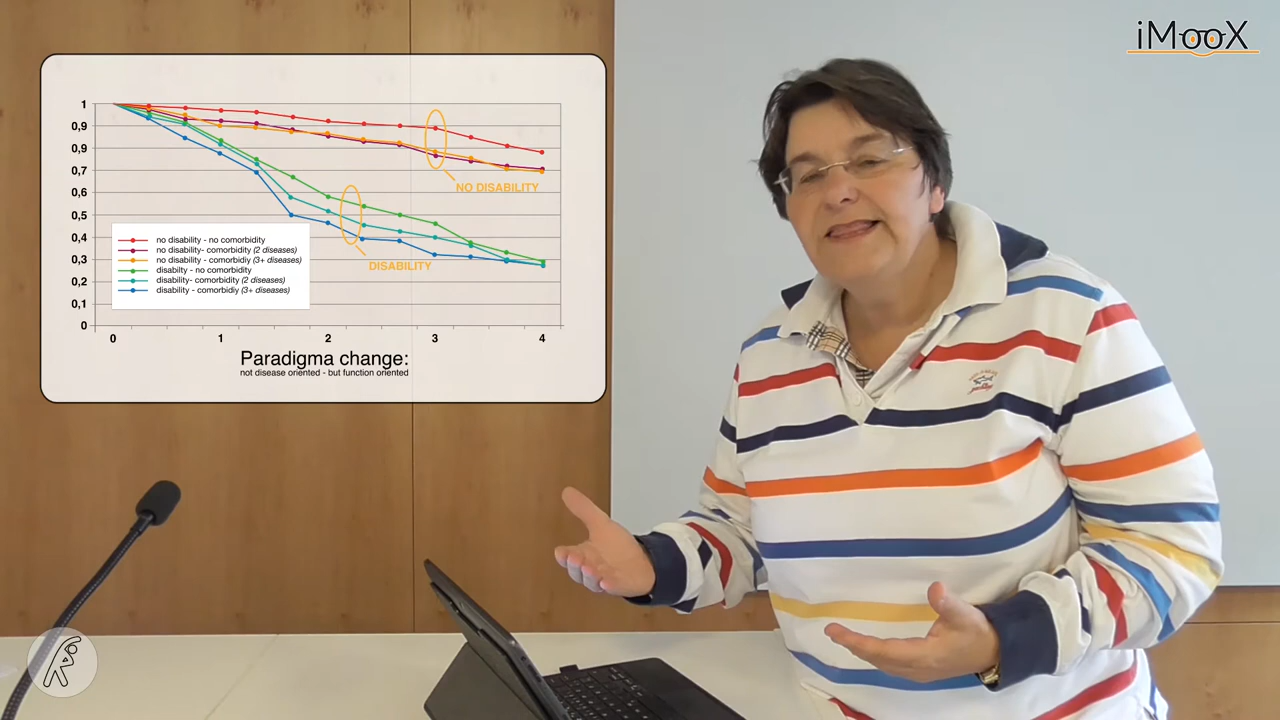 iMooX
1
0,9
0,9
0,7
0,6
0,5
0,4
0,3
0,2
0,1
0
NO DISABILITY
DISABILITY
no disability - no comorbidity
no disability- comorbidity (2 diseases)
no disability - comorbidiy (3+ diseases)
disabilty - no comorbidity
disability- comorbidity (2 diseases)
disability - comorbidiy (3+ diseases)
0 1 2 3 4
Paradigma change:
not disease oriented - but function oriented